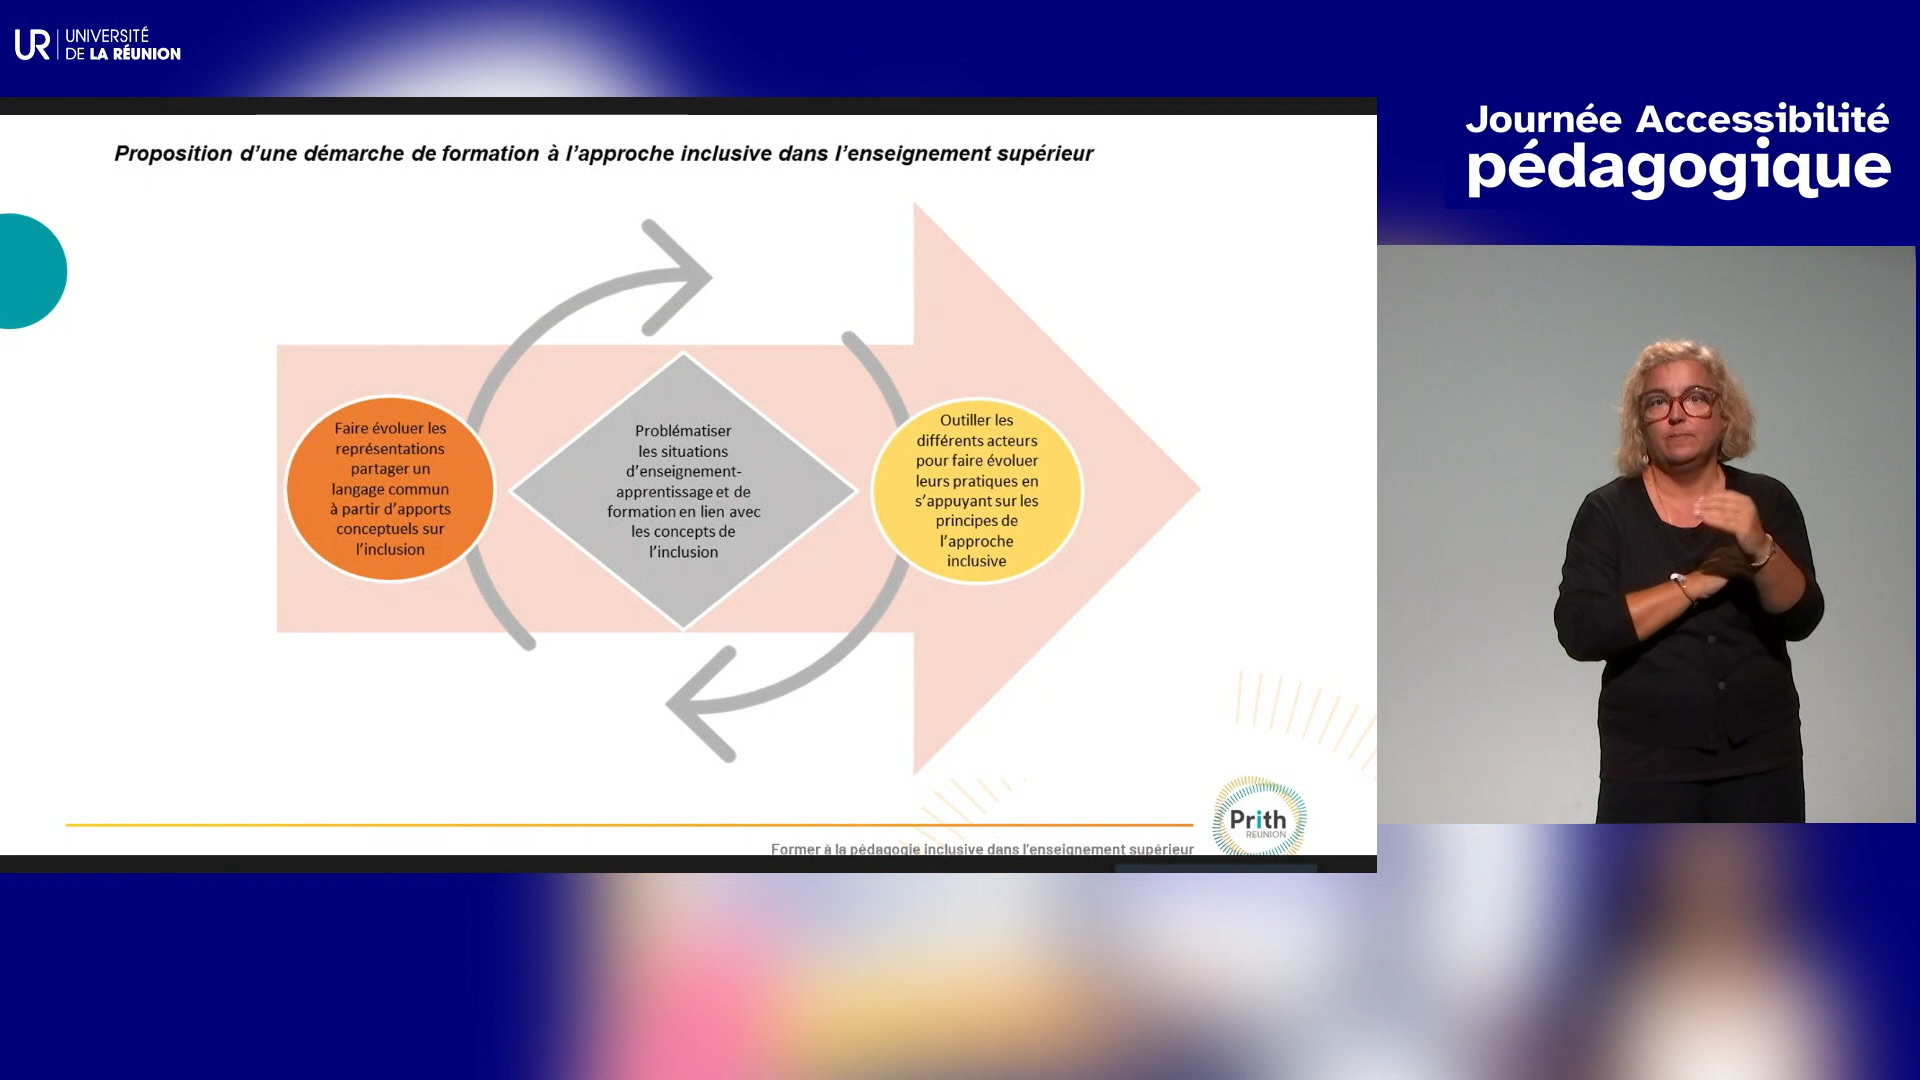 UR UNIVERSITÉ
DE LA RÉUNION
Journée Accessibilité
pédagogique
Proposition d’une démarche de formation à l’approche inclusive dans l’enseignement supérieur
Faire évoluer les
représentations
partager un
langage commun
à partir d’apports
conceptuels sur
l’inclusion
Problématiser
les situations
d’enseignement-
apprentissage et de
formation en lien avec
les concepts de
l’inclusion
Outiller les
différents acteurs
pour faire évoluer
leurs pratiques en
s’appuyant sur les
principes de
l’approche
inclusive
Prith
REUNION
Former à la pédagogie inclusive dans l’enseignement supérieur